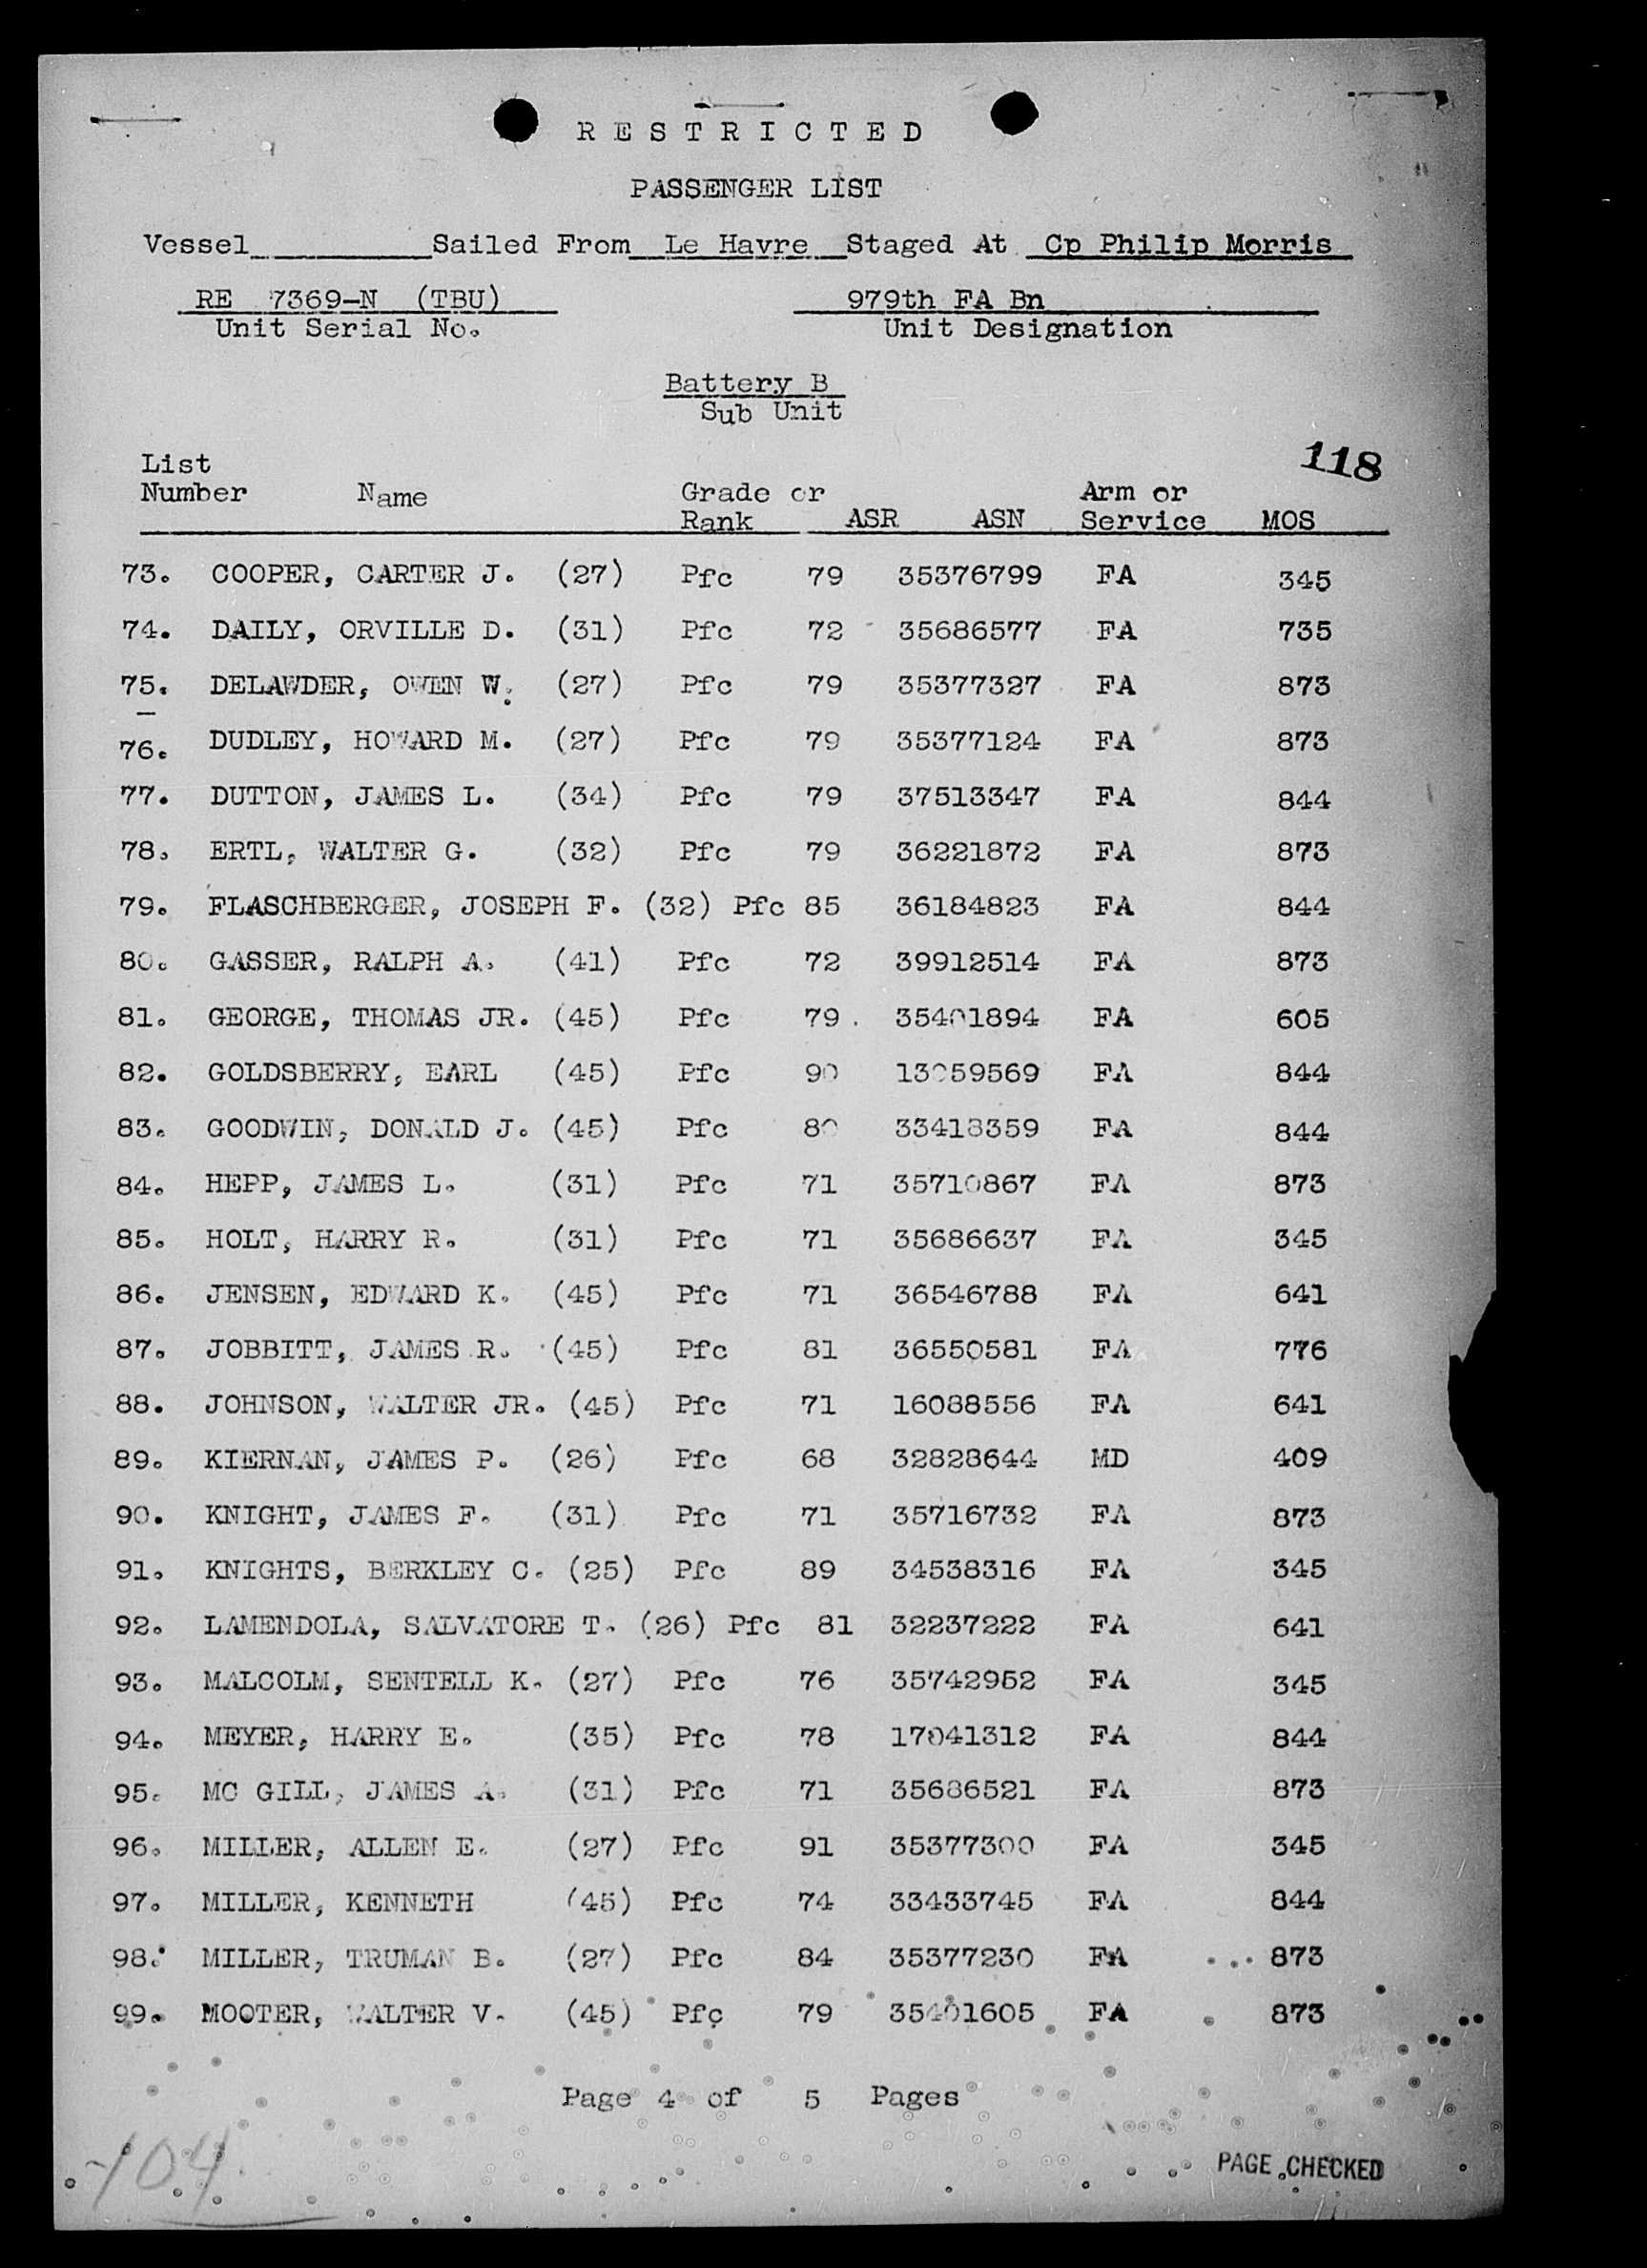 RESTRICTED
PASSENGER LIST
Vessel Sailed From Le Havre Staged At Cp Philip Morris
RE 7369-N (TBU) 979th FA Bn
Unit Serial No. Unit Designation
Battery B
Sub Unit
118
List
Number Name Grade or Arm or
Rank ASR ASN Service MOS
73. COOPER, CARTER J. (27) Pfc 79 35376799 FA 345
74. DAILY, ORVILLE D. (31) Pfc 72 35686577 FA 735
75. DELAWDER, OWEN W. (27) Pfc 79 35377327 FA 873
76. DUDLEY, HOWARD M. (27) Pfc 79 35377124 FA 873
77. DUTTON, JAMES L. (34) Pfc 79 37513347 FA 844
78. ERTL, WALTER G. (32) Pfc 79 36221872 FA 873
79. FLASCHBERGER, JOSEPH F. (32) Pfc 85 36184823 FA 844
80. GASSER, RALPH A. (41) Pfc 72 39912514 FA 873
81. GEORGE, THOMAS JR. (45) Pfc 79 35401894 FA 605
82. GOLDSBERRY, EARL (45) Pfc 90 13059569 FA 844
83. GOODWIN, DONALD J. (45) Pfc 80 33418359 FA 844
84. HEPP, JAMES L. (31) Pfc 71 35710867 FA 873
85. HOLT, HARRY R. (31) Pfc 71 35686637 FA 345
86. JENSEN, EDWARD K. (45) Pfc 71 36546788 FA 641
87. JOBBITT, JAMES R. (45) Pfc 81 36550581 FA 776
88. JOHNSON, WALTER JR. (45) Pfc 71 16088556 FA 641
89. KIERNAN, JAMES P. (26) Pfc 68 32828644 MD 409
90. KNIGHT, JAMES F. (31) Pfc 71 35716732 FA 873
91. KNIGHTS, BERKLEY C. (25) Pfc 89 34538316 FA 345
92. LAMENDOLA, SALVATORE T. (26) Pfc 81 32237222 FA 641
93. MALCOLM, SENTELL K. (27) Pfc 76 35742952 FA 345
94. MEYER, HARRY E. (35) Pfc 78 17041312 FA 844
95. MC GILL, JAMES A. (31) Pfc 71 35686521 FA 873
96. MILLER, ALLEN E. (27) Pfc 91 35377300 FA 345
97. MILLER, KENNETH (45) Pfc 74 33433745 FA 844
98. MILLER, TRUMAN B. (27) Pfc 84 35377230 FA 873
99. MOOTER, WALTER V. (45) Pfc 79 35401605 FA 873
Page 4 of 5 Pages
104
PAGE CHECKED